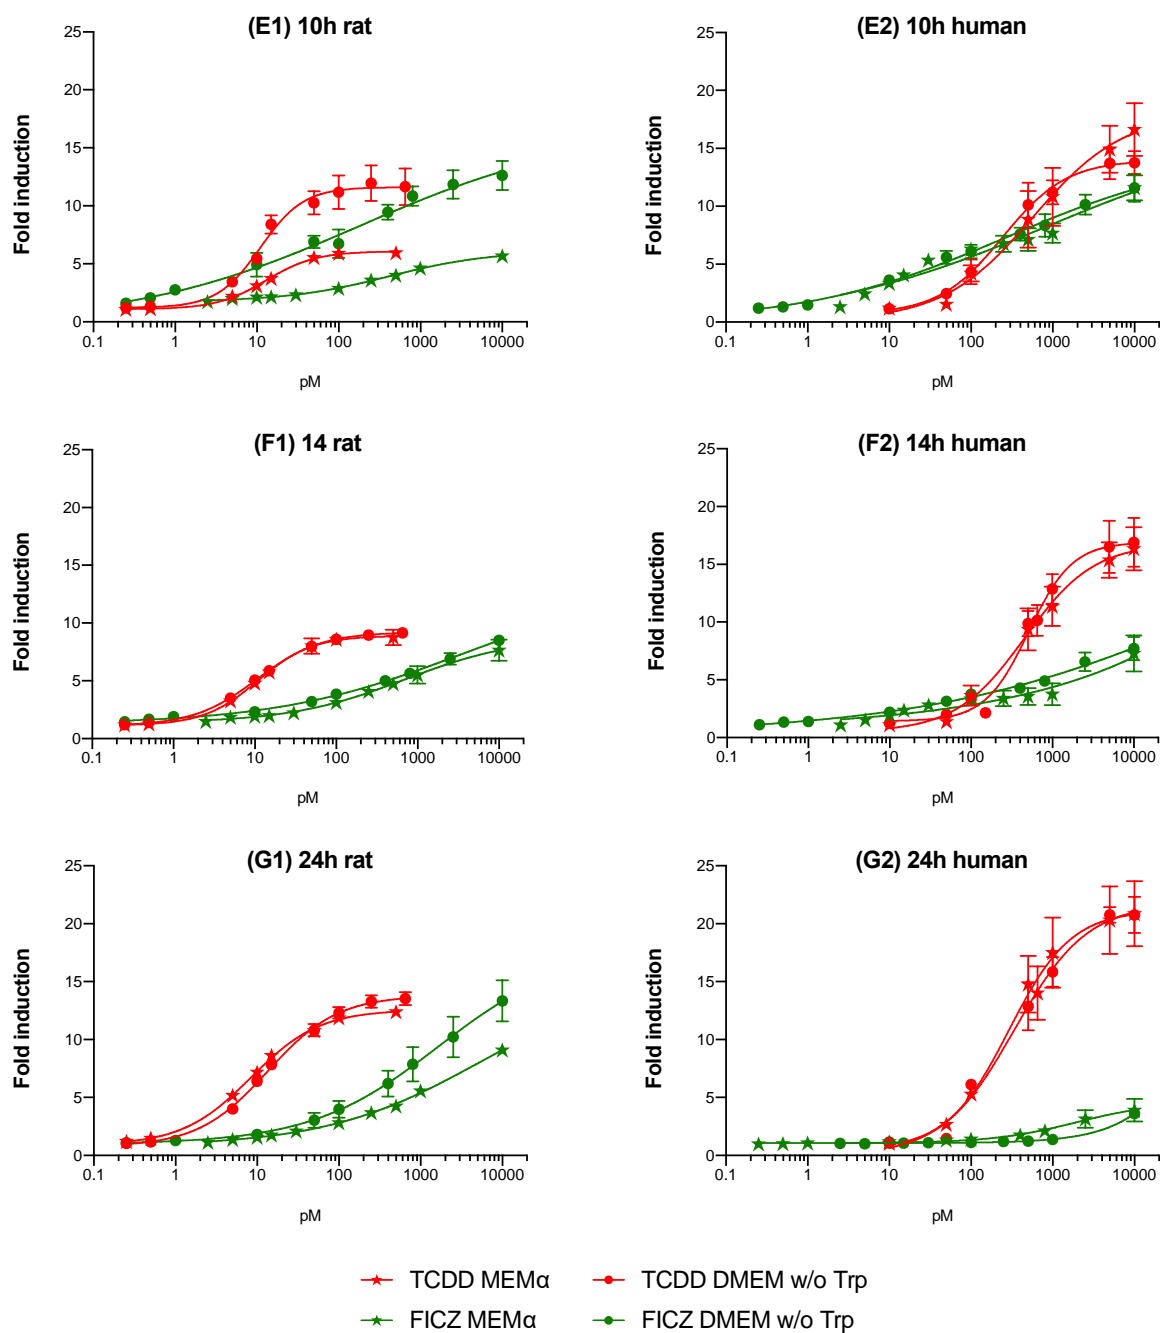 (E1) 10h rat
(E2) 10h human
25
20
15
10
5
0
Fold induction
0.1 1 10 100 1000 10000
pM
25
20
15
10
5
0
Fold induction
0.1 1 10 100 1000 10000
pM
(F1) 14 rat
(F2) 14h human
25
20
15
10
5
0
Fold induction
0.1 1 10 100 1000 10000
pM
25
20
15
10
5
0
Fold induction
0.1 1 10 100 1000 10000
pM
(G1) 24h rat
(G2) 24h human
25
20
15
10
5
0
Fold induction
0.1 1 10 100 1000 10000
pM
25
20
15
10
5
0
Fold induction
0.1 1 10 100 1000 10000
pM
TCDD MEMα TCDD DMEM w/o Trp
FICZ MEMα FICZ DMEM w/o Trp